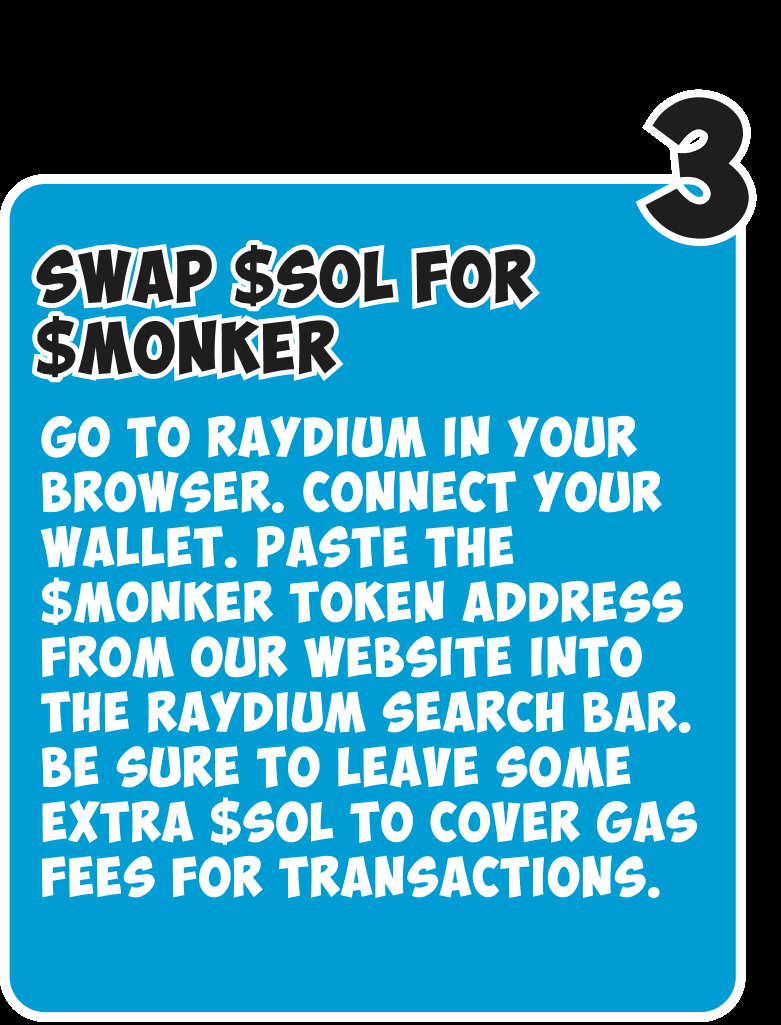 3
SWAP $SOL FOR
$MONKER
GO TO RAYDIUM IN YOUR
BROWSER. CONNECT YOUR
WALLET. PASTE THE
$MONKER TOKEN ADDRESS
FROM OUR WEBSITE INTO
THE RAYDIUM SEARCH BAR.
BE SURE TO LEAVE SOME
EXTRA $SOL TO COVER GAS
FEES FOR TRANSACTIONS.